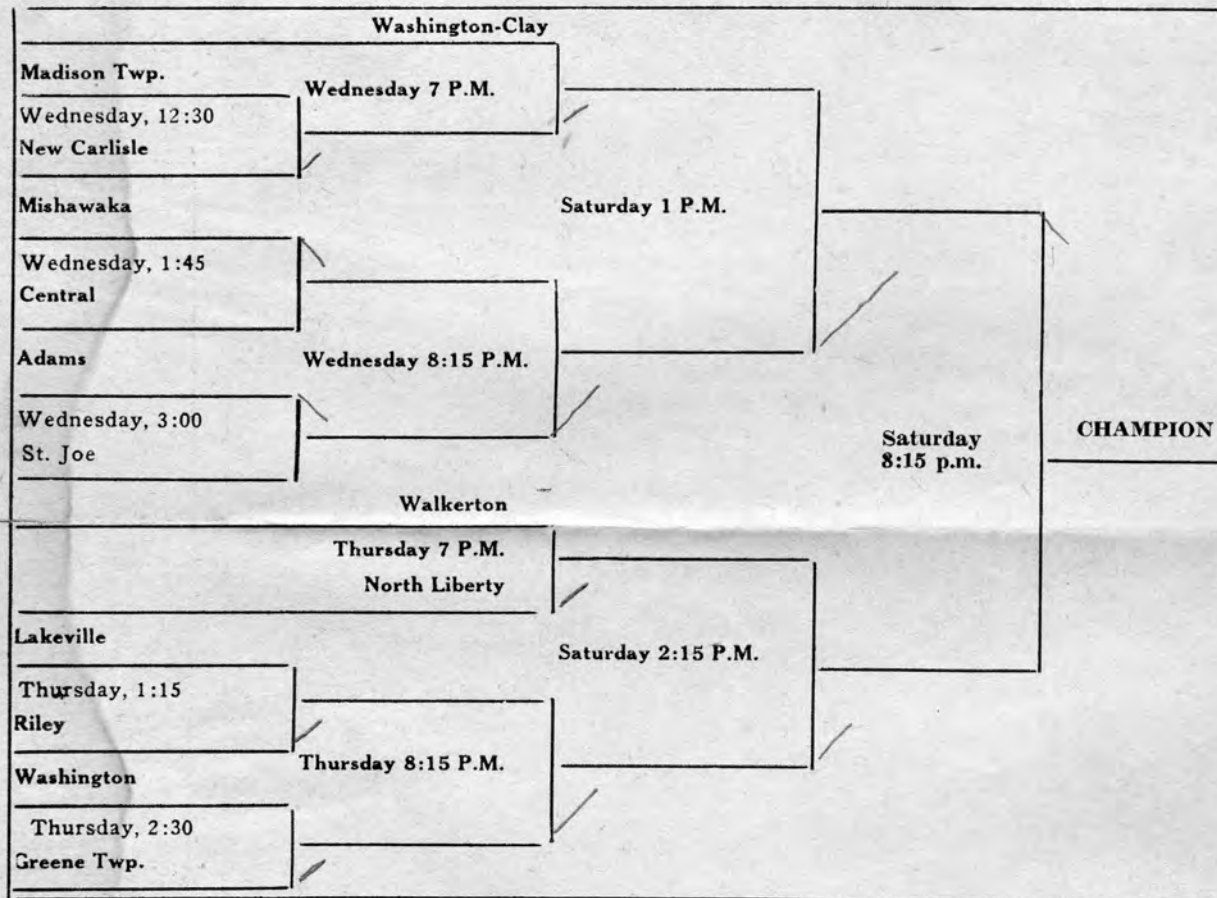 Washington-Clay
Madison Twp.
Wednesday 7 P.M.
Wednesday, 12:30
New Carlisle
Mishawaka
Saturday 1 P.M.
Wednesday, 1:45
Central
Adams
Wednesday 8:15 P.M.
Wednesday, 3:00
St. Joe
Saturday
8:15 p.m.
CHAMPION
Walkerton
Thursday 7 P.M.
North Liberty
Lakeville
Saturday 2:15 P.M.
Thursday, 1:15
Riley
Washington
Thursday 8:15 P.M.
Thursday, 2:30
Greene Twp.